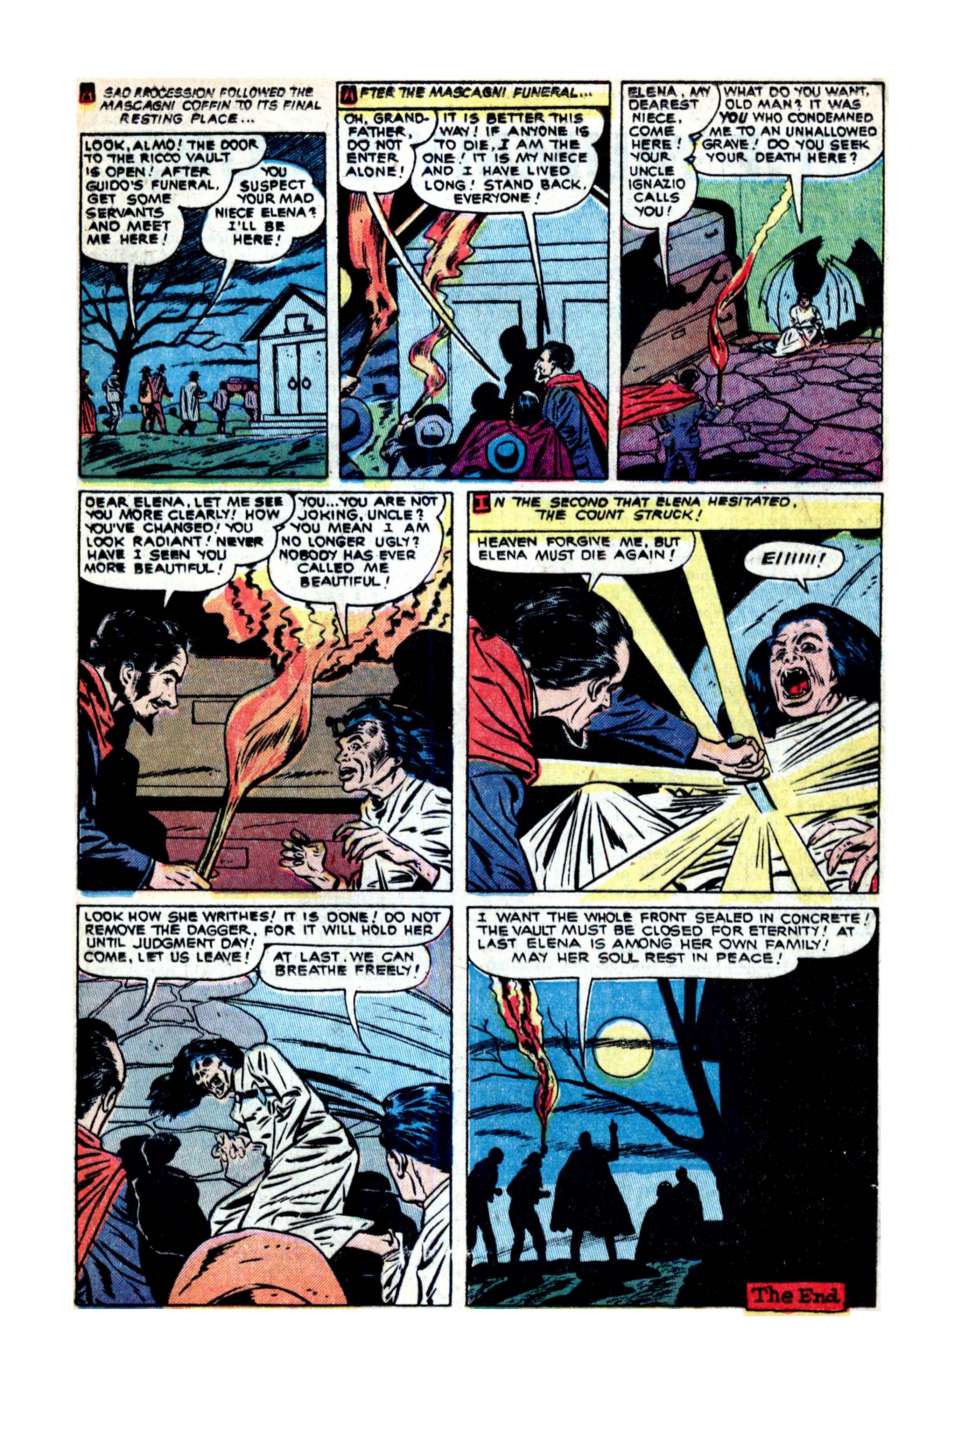 A SAD PROCESSION FOLLOWED THE
MASCAGNI COFFIN TO ITS FINAL
RESTING PLACE...
LOOK, ALMO! THE DOOR
TO THE RICCO VAULT
IS OPEN! AFTER
GUIDO'S FUNERAL,
GET SOME
SERVANTS
AND MEET
ME HERE!
YOU
SUSPECT
YOUR MAD
NIECE ELENA?
I'LL BE
HERE!
AFTER THE MASCAGNI FUNERAL...
OH, GRAND-
FATHER,
DO NOT
ENTER
ALONE!
IT IS BETTER THIS
WAY! IF ANYONE IS
TO DIE, I AM THE
ONE! IT IS MY NIECE
AND I HAVE LIVED
LONG! STAND BACK,
EVERYONE!
ELENA, MY
DEAREST
NIECE,
COME
HERE!
YOUR
UNCLE
IGNAZIO
CALLS
YOU!
WHAT DO YOU WANT,
OLD MAN? IT WAS
YOU WHO CONDEMNED
ME TO AN UNHALLOWED
GRAVE! DO YOU SEEK
YOUR DEATH HERE?
DEAR ELENA, LET ME SEE
YOU MORE CLEARLY! HOW
YOU'VE CHANGED! YOU
LOOK RADIANT! NEVER
HAVE I SEEN YOU
MORE BEAUTIFUL!
YOU...YOU ARE NOT
JOKING, UNCLE?
YOU MEAN I AM
NO LONGER UGLY?
NOBODY HAS EVER
CALLED ME
BEAUTIFUL!
IN THE SECOND THAT ELENA HESITATED,
THE COUNT STRUCK!
HEAVEN FORGIVE ME, BUT
ELENA MUST DIE AGAIN!
EIIIIII!
LOOK HOW SHE WRITHES! IT IS DONE! DO NOT
REMOVE THE DAGGER, FOR IT WILL HOLD HER
UNTIL JUDGMENT DAY!
COME, LET US LEAVE!
AT LAST, WE CAN
BREATHE FREELY!
I WANT THE WHOLE FRONT SEALED IN CONCRETE!
THE VAULT MUST BE CLOSED FOR ETERNITY! AT
LAST ELENA IS AMONG HER OWN FAMILY!
MAY HER SOUL REST IN PEACE!
The End